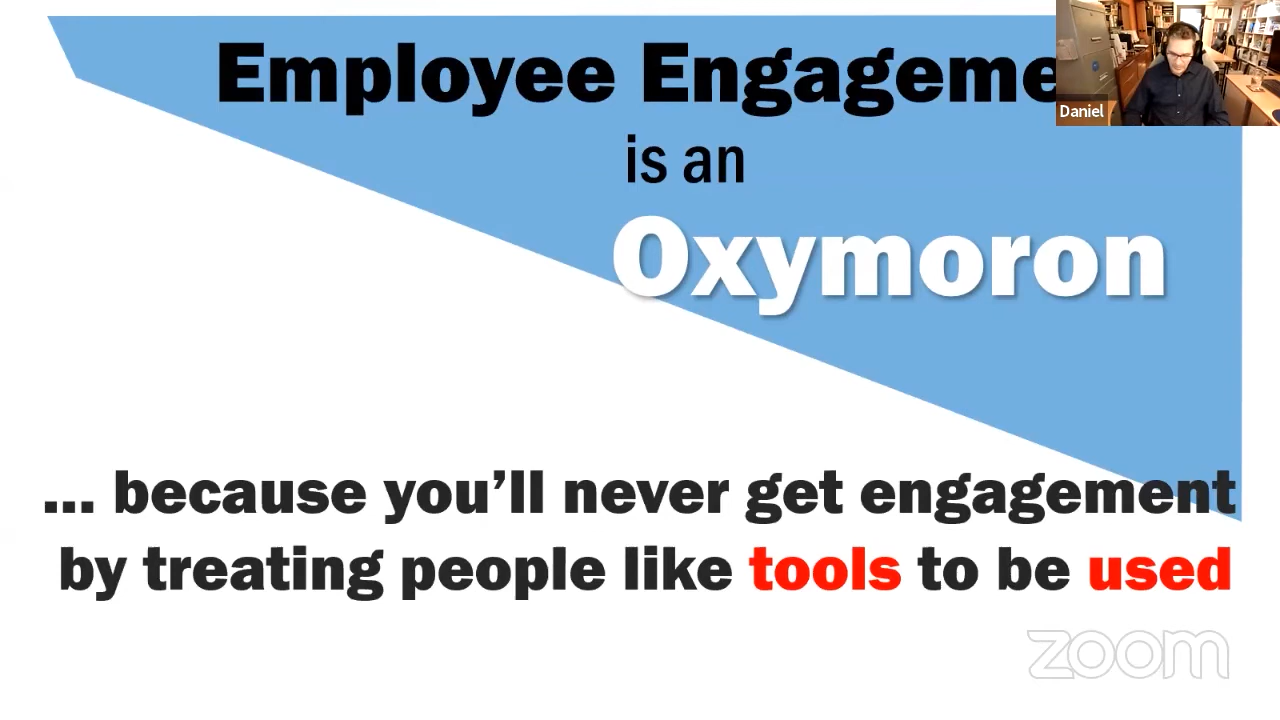 Employee Engageme
is an
Oxymoron
... because you’ll never get engagement
by treating people like tools to be used
Daniel
zoom